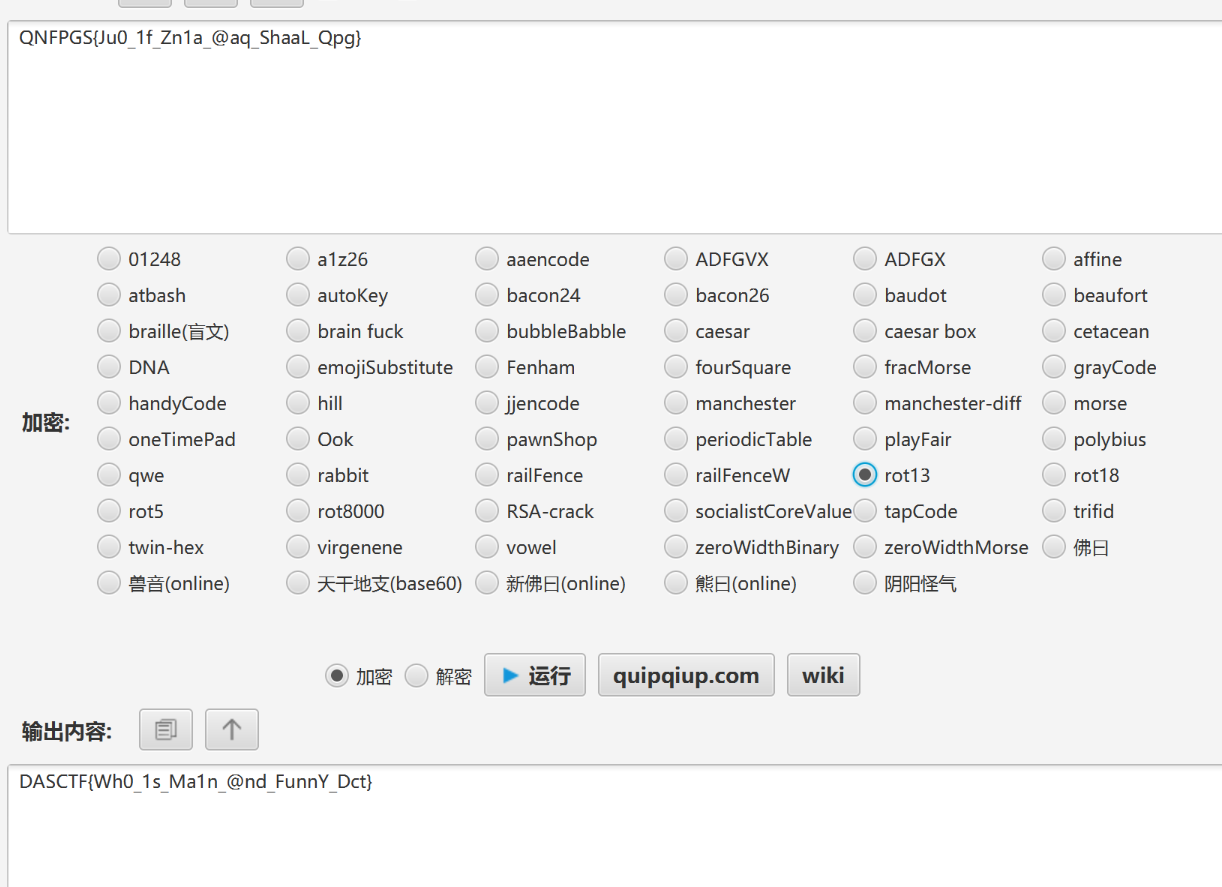 QNFPGS{Ju0_1f_Zn1a_@aq_ShaaL_Qpg}
01248 a1z26 aaencode ADFGVX ADFGX affine
atbash autoKey bacon24 bacon26 baudot beaufort
braille(盲文) brain fuck bubbleBabble caesar caesar box cetacean
DNA emojiSubstitute Fenham fourSquare fracMorse grayCode
加密: handyCode hill jjencode manchester manchester-diff morse
oneTimePad Ook pawnShop periodicTable playFair polybius
qwe rabbit railFence railFenceW rot13 rot18
rot5 rot8000 RSA-crack socialistCoreValue tapCode trifid
twin-hex virgenene vowel zeroWidthBinary zeroWidthMorse 佛曰
兽音(online) 天干地支(base60) 新佛曰(online) 熊曰(online) 阴阳怪气
加密 解密 运行 quipqiup.com wiki
输出内容:
DASCTF{Wh0_1s_Ma1n_@nd_FunnY_Dct}